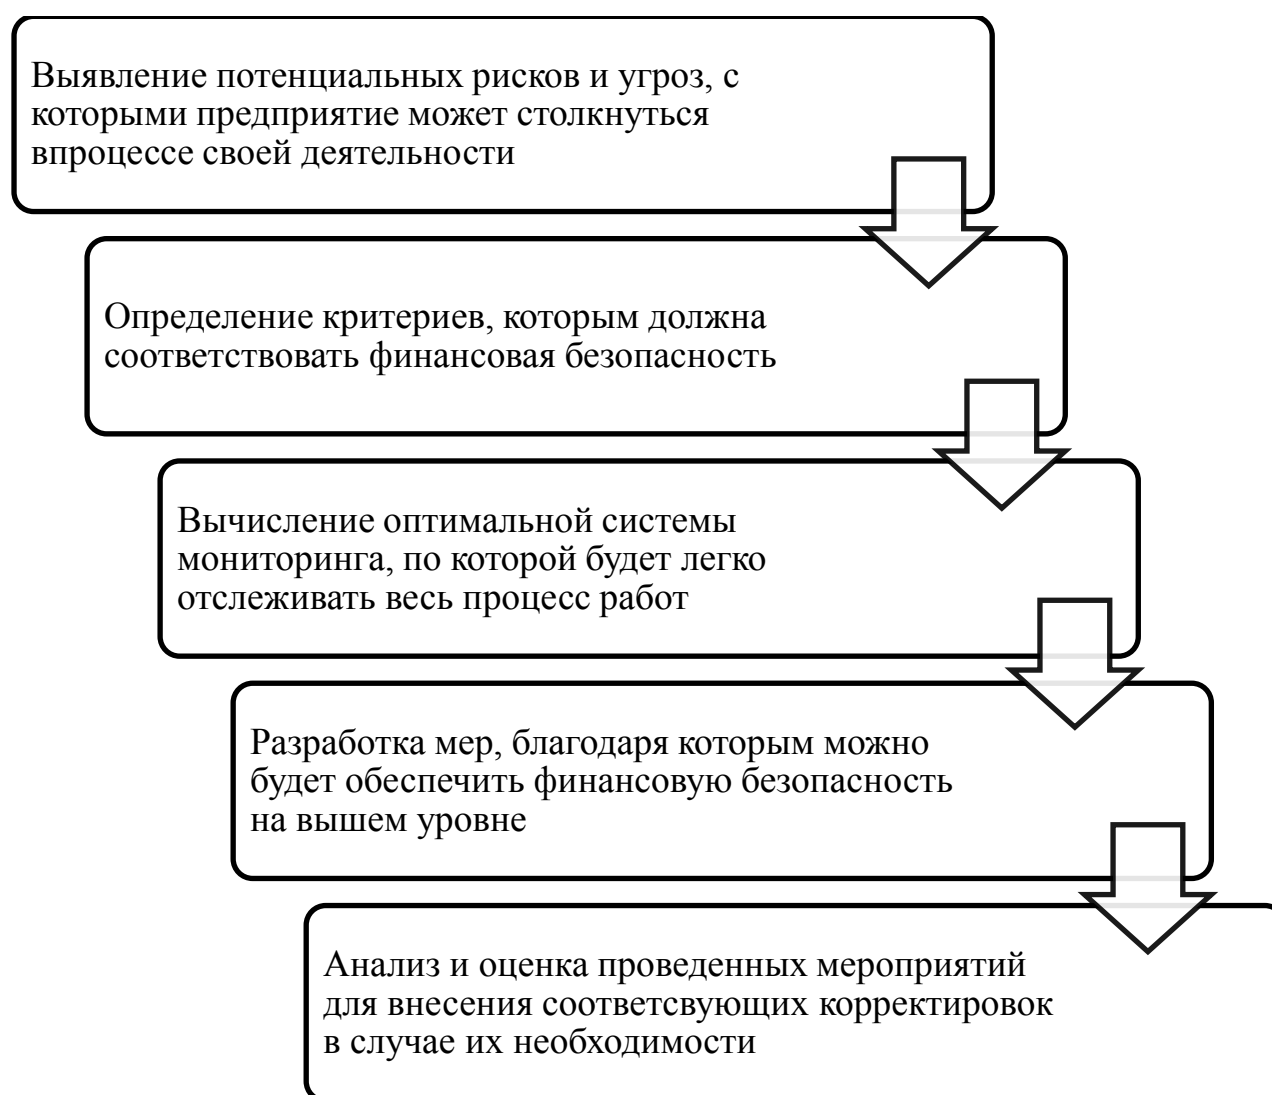 Выявление потенциальных рисков и угроз, с
которыми предприятие может столкнуться
впроцессе своей деятельности
Определение критериев, которым должна
соответствовать финансовая безопасность
Вычисление оптимальной системы
мониторинга, по которой будет легко
отслеживать весь процесс работ
Разработка мер, благодаря которым можно
будет обеспечить финансовую безопасность
на вышем уровне
Анализ и оценка проведенных мероприятий
для внесения соответсвующих корректировок
в случае их необходимости